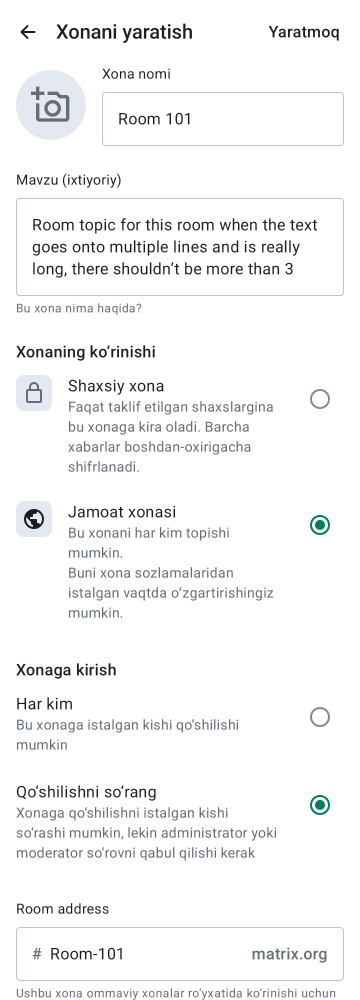 Xonani yaratish
Yaratmoq
Xona nomi
Room 101
Mavzu (ixtiyoriy)
Room topic for this room when the text
goes onto multiple lines and is really
long, there shouldn’t be more than 3
Bu xona nima haqida?
Xonaning ko‘rinishi
Shaxsiy xona
Faqat taklif etilgan shaxslargina
bu xonaga kira oladi. Barcha
xabarlar boshdan-oxirigacha
shifrlanadi.
Jamoat xonasi
Bu xonani har kim topishi
mumkin.
Buni xona sozlamalaridan
istalgan vaqtda o‘zgartirishingiz
mumkin.
Xonaga kirish
Har kim
Bu xonaga istalgan kishi qo‘shilishi
mumkin
Qo‘shilishni so‘rang
Xonaga qo‘shilishni istalgan kishi
so‘rashi mumkin, lekin administrator yoki
moderator so‘rovni qabul qilishi kerak
Room address
# Room-101 matrix.org
Ushbu xona ommaviy xonalar ro‘yxatida ko‘rinishi uchun